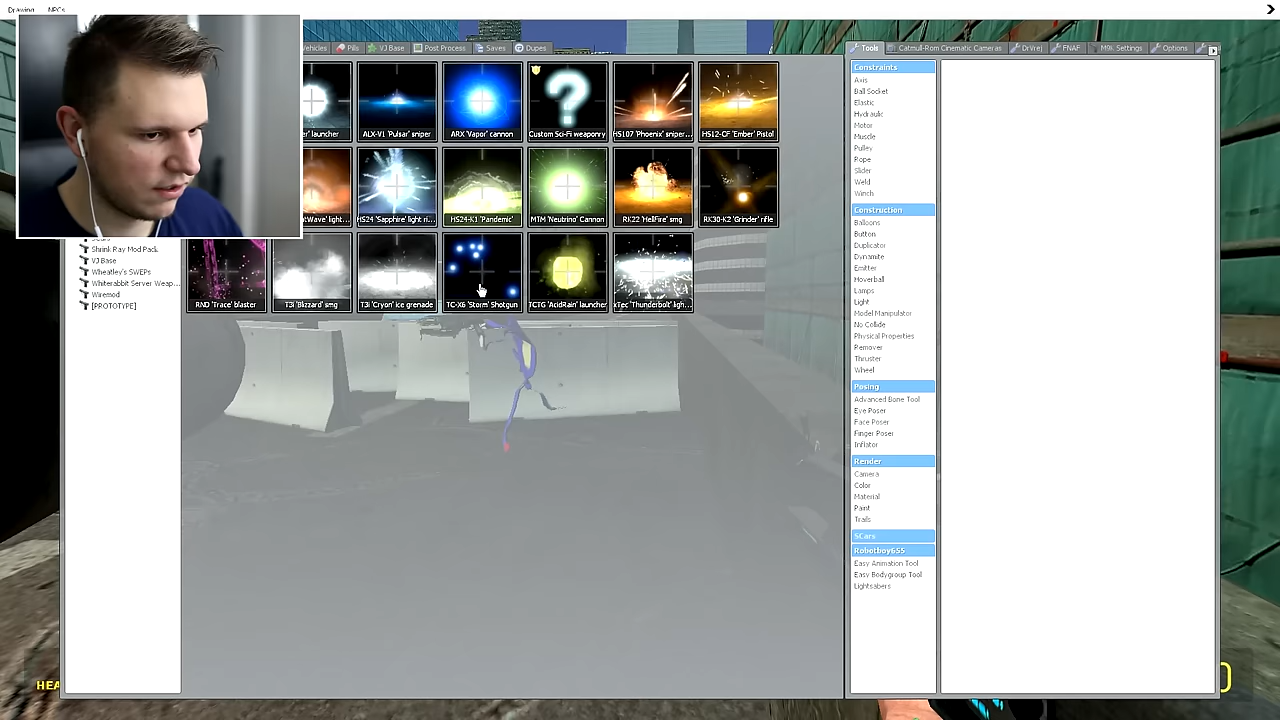 Drawing NPCs
Vehicles Pills VJ Base Post Process Saves Dupes
Tools Catmull-Rom Cinematic Cameras DrVrej FNAF M9k Settings Options
launcher
ALX-V1 'Pulsar' sniper
ARX 'Vapor' cannon
Custom Sci-Fi weaponry
HS107 'Phoenix' sniper...
HS12-CF 'Ember' Pistol
HS24 'Sapphire' light ri...
HS24-K1 'Pandemic'
MTM 'Neutrino' Cannon
RK22 'HellFire' smg
RK30-K2 'Grinder' rifle
RND 'Trace' blaster
T3I 'Blizzard' smg
T3I 'Cryon' ice grenade
TC-X6 'Storm' Shotgun
TCTG 'AcidRain' launcher
xTec 'Thunderbolt' ligh...
Shrink Ray Mod Pack
VJ Base
Wheatley's SWEPs
Whiterabbit Server Weap...
Wiremod
[PROTOTYPE]
Constraints
Axis
Ball Socket
Elastic
Hydraulic
Motor
Muscle
Pulley
Rope
Slider
Weld
Winch
Construction
Balloons
Button
Duplicator
Dynamite
Emitter
Hoverball
Lamps
Light
Model Manipulator
No Collide
Physical Properties
Remover
Thruster
Wheel
Posing
Advanced Bone Tool
Eye Poser
Face Poser
Finger Poser
Inflator
Render
Camera
Color
Material
Paint
Trails
SCars
Robotboy655
Easy Animation Tool
Easy Bodygroup Tool
Lightsabers
HEA